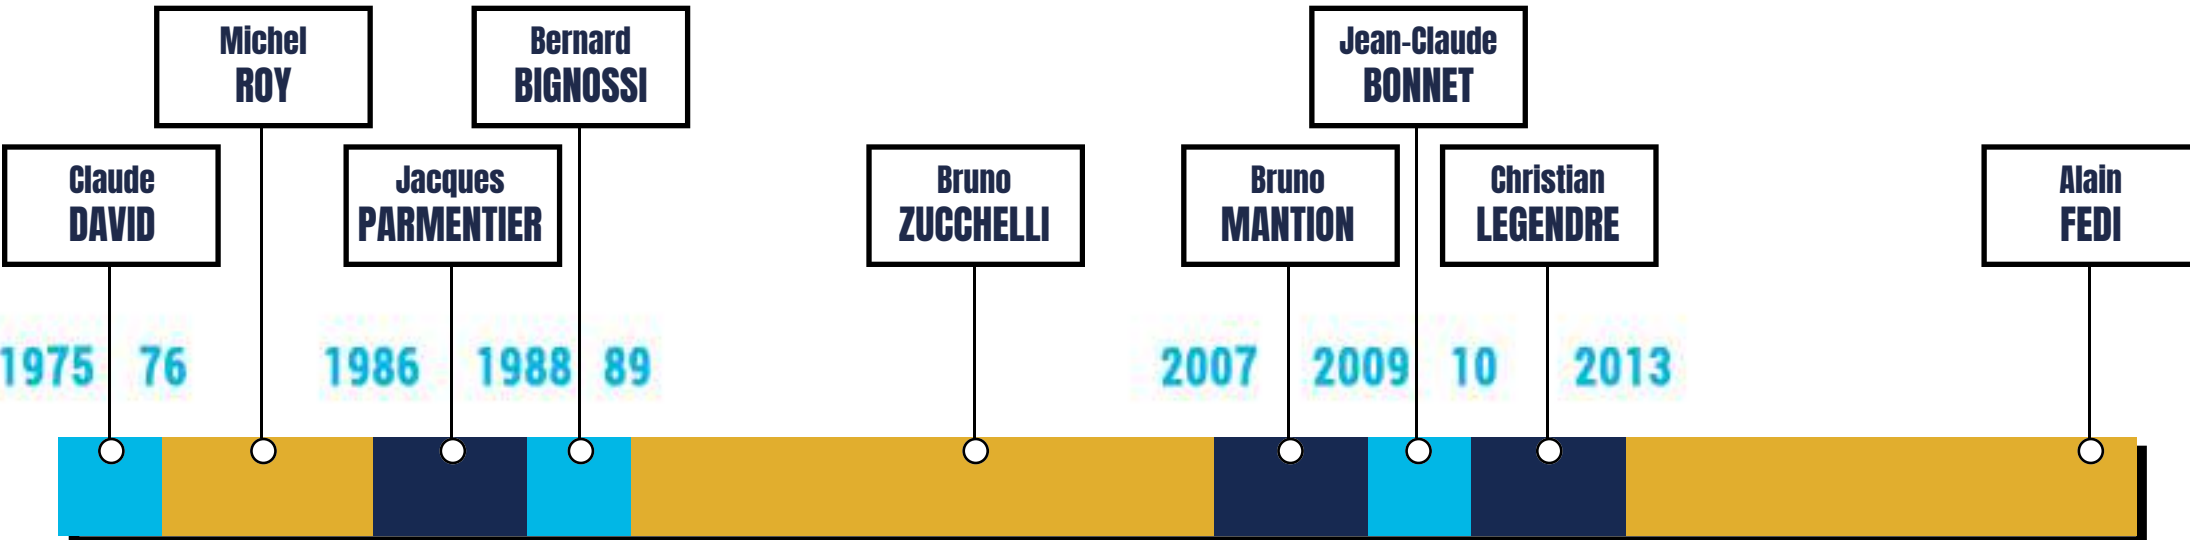 Michel
ROY
Bernard
BIGNOSSI
Jean-Claude
BONNET
Claude
DAVID
Jacques
PARMENTIER
Bruno
ZUCCHELLI
Bruno
MANTION
Christian
LEGENDRE
Alain
FEDI
1975 76 1986 1988 89 2007 2009 10 2013